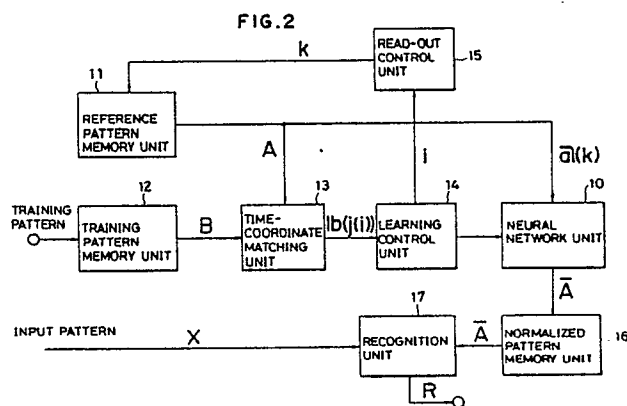 FIG.2
k
READ-OUT
CONTROL
UNIT
15
11
REFERENCE
PATTERN
MEMORY UNIT
A
i
a̅l(k)
TRAINING
PATTERN
12
TRAINING
PATTERN
MEMORY UNIT
B
13
TIME-
COORDINATE
MATCHING
UNIT
lb(j(i))
14
LEARNING
CONTROL
UNIT
10
NEURAL
NETWORK UNIT
A̅
17
INPUT PATTERN
X
RECOGNITION
UNIT
A̅
NORMALIZED
PATTERN
MEMORY UNIT
16
R